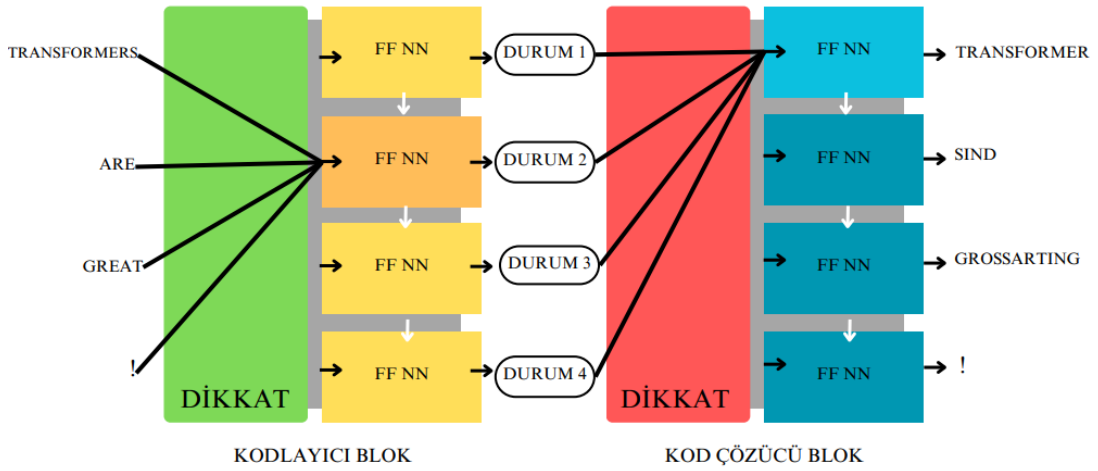 TRANSFORMERS
FF NN
DURUM 1
FF NN
TRANSFORMER
ARE
FF NN
DURUM 2
FF NN
SIND
GREAT
FF NN
DURUM 3
FF NN
GROSSARTING
!
FF NN
DURUM 4
FF NN
!
DİKKAT
DİKKAT
KODLAYICI BLOK
KOD ÇÖZÜCÜ BLOK